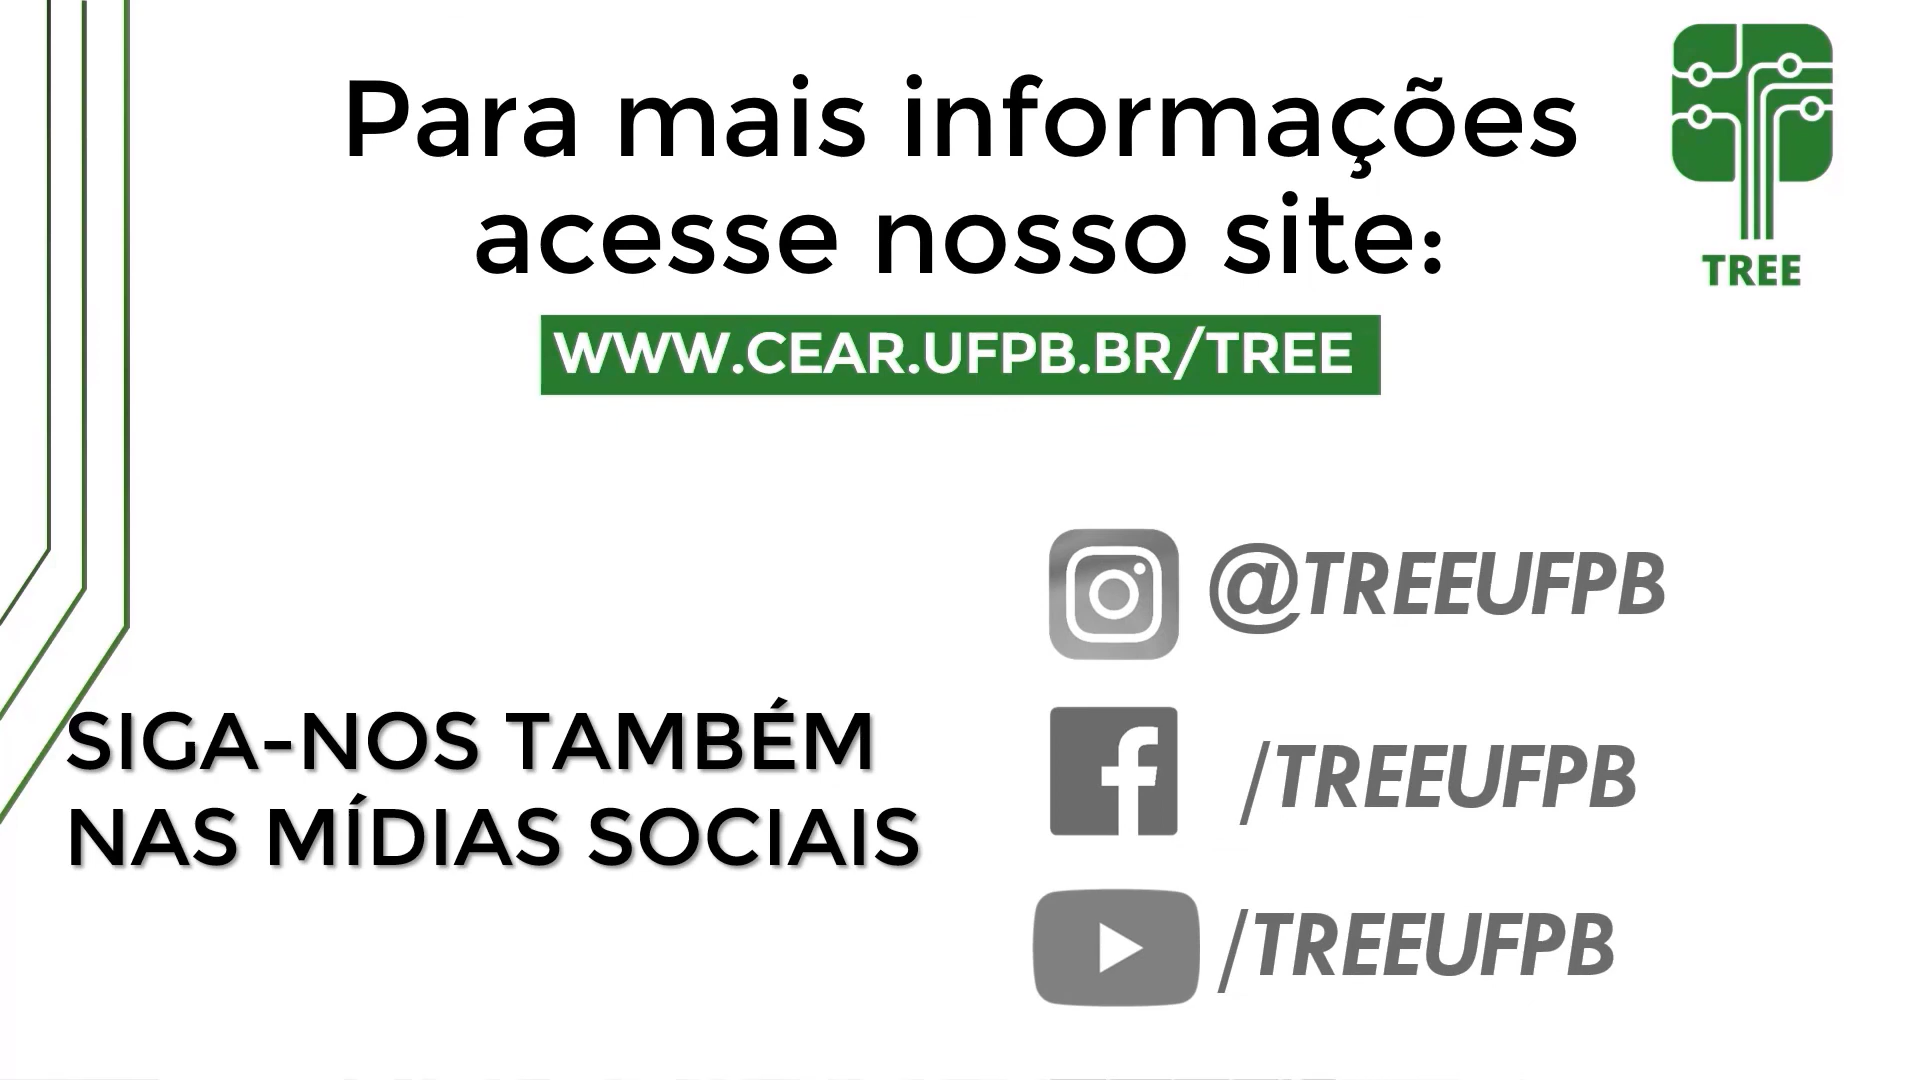 Para mais informações
acesse nosso site:
TREE
WWW.CEAR.UFPB.BR/TREE
@TREEUFPB
/TREEUFPB
/TREEUFPB
SIGA-NOS TAMBÉM
NAS MÍDIAS SOCIAIS